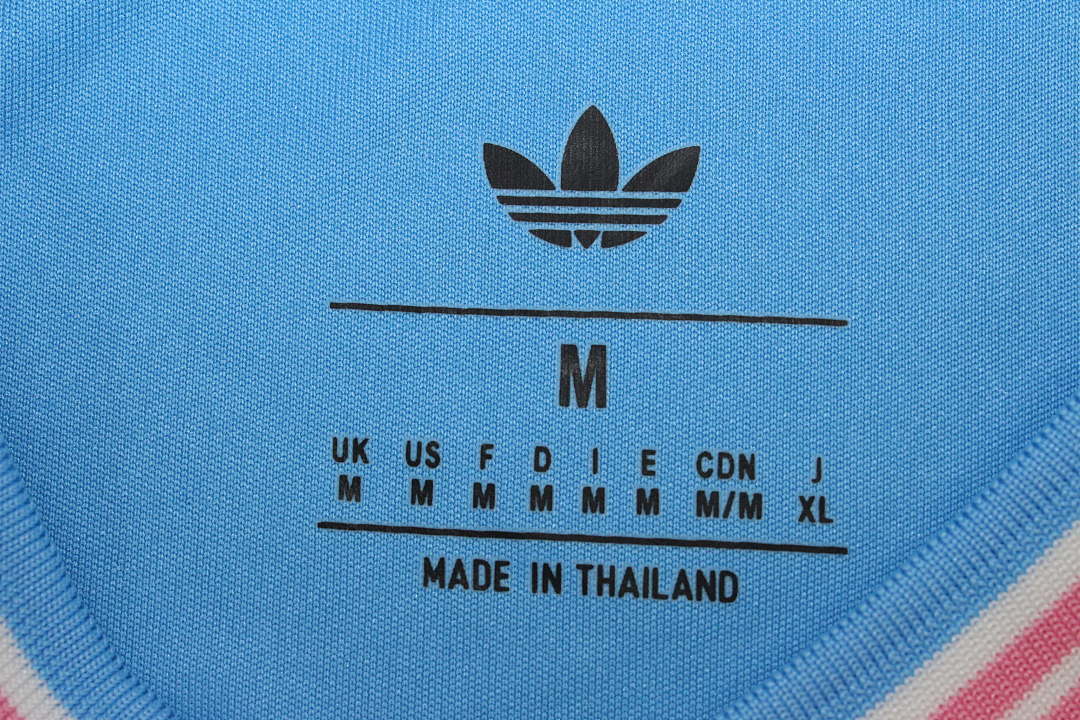 M
UK US F D I E CDN J
M M M M M M M/M XL
MADE IN THAILAND